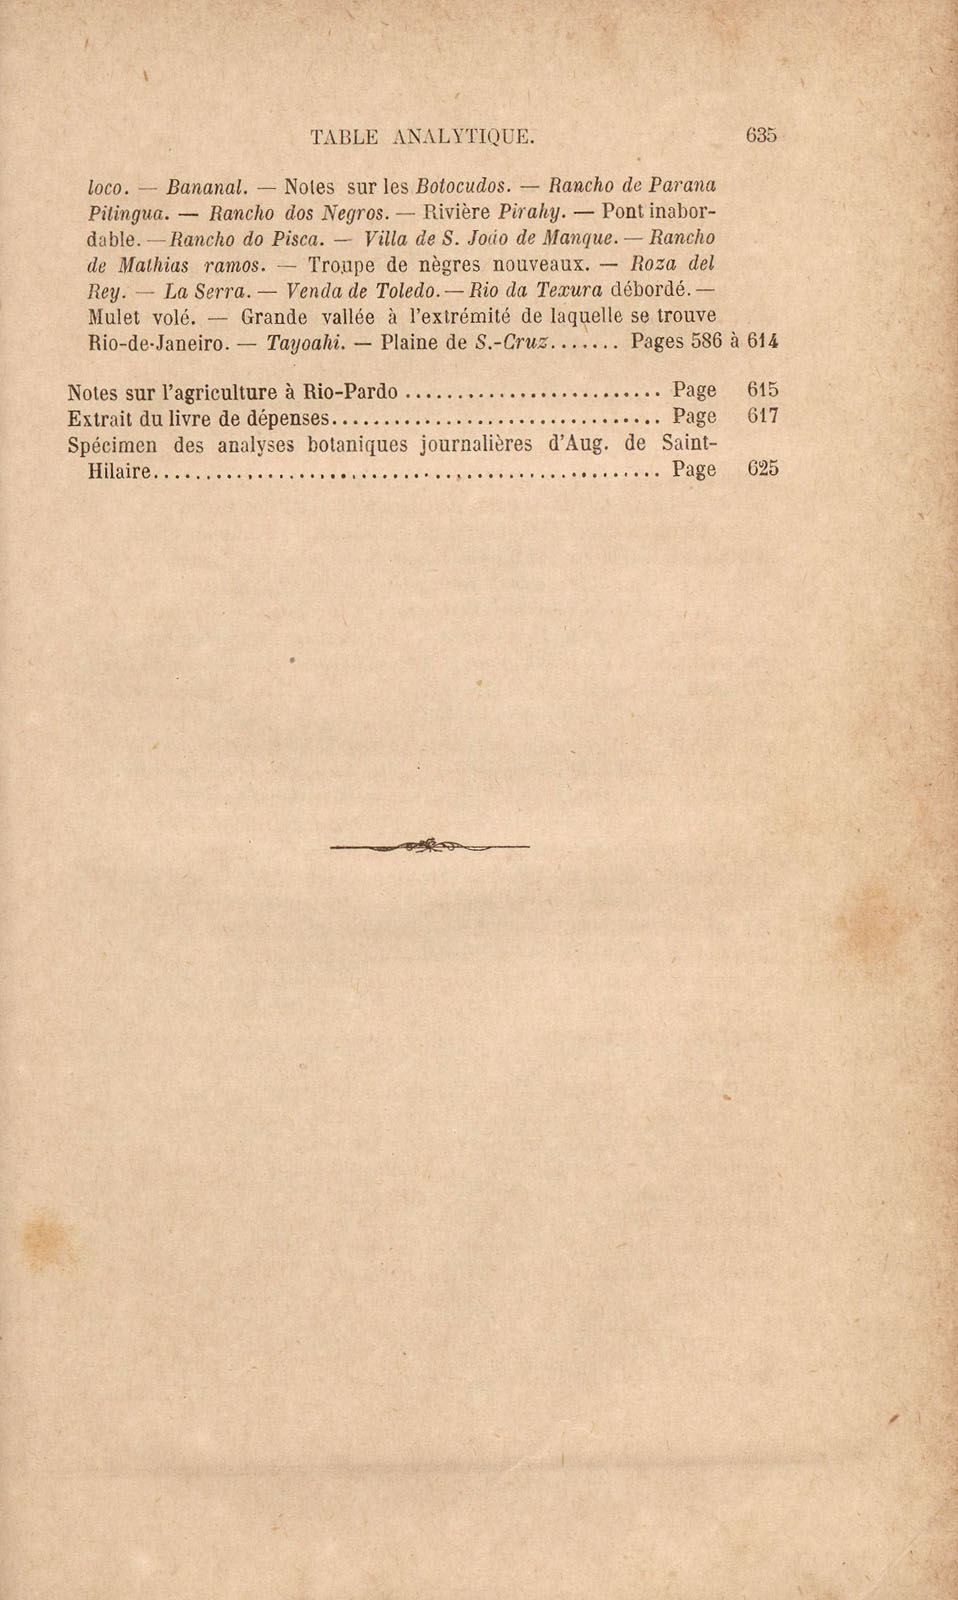 TABLE ANALYTIQUE. 635
loco. — Bananal. — Notes sur les Botocudos. — Rancho de Parana
Pitingua. — Rancho dos Negros. — Rivière Pirahy. — Pont inabor-
dable. — Rancho do Pisca. — Villa de S. João de Manque. — Rancho
de Mathias ramos. — Troupe de nègres nouveaux. — Roza del
Rey. — La Serra. — Venda de Toledo. — Rio da Texura débordé. —
Mulet volé. — Grande vallée à l'extrémité de laquelle se trouve
Rio-de-Janeiro. — Tayoahi. — Plaine de S.-Cruz....... Pages 586 à 614
Notes sur l'agriculture à Rio-Pardo ........................ Page 615
Extrait du livre de dépenses............................... Page 617
Spécimen des analyses botaniques journalières d'Aug. de Saint-
Hilaire............................................... Page 625